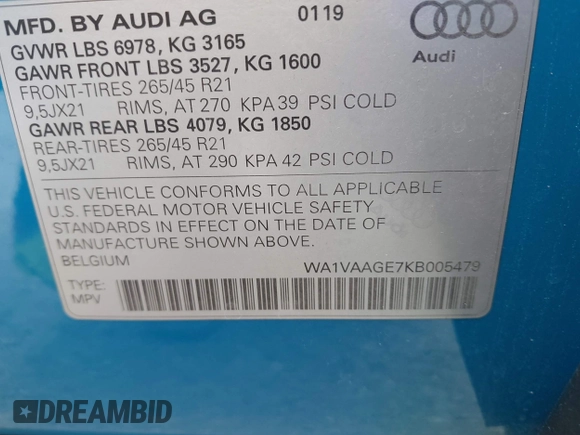 MFD. BY AUDI AG 0119
GVWR LBS 6978, KG 3165
GAWR FRONT LBS 3527, KG 1600
Audi
FRONT-TIRES 265/45 R21
9,5JX21 RIMS, AT 270 KPA 39 PSI COLD
GAWR REAR LBS 4079, KG 1850
REAR-TIRES 265/45 R21
9,5JX21 RIMS, AT 290 KPA 42 PSI COLD
THIS VEHICLE CONFORMS TO ALL APPLICABLE
U.S. FEDERAL MOTOR VEHICLE SAFETY
STANDARDS IN EFFECT ON THE DATE OF
MANUFACTURE SHOWN ABOVE.
BELGIUM WA1VAAGE7KB005479
TYPE:
MPV
DREAMBID